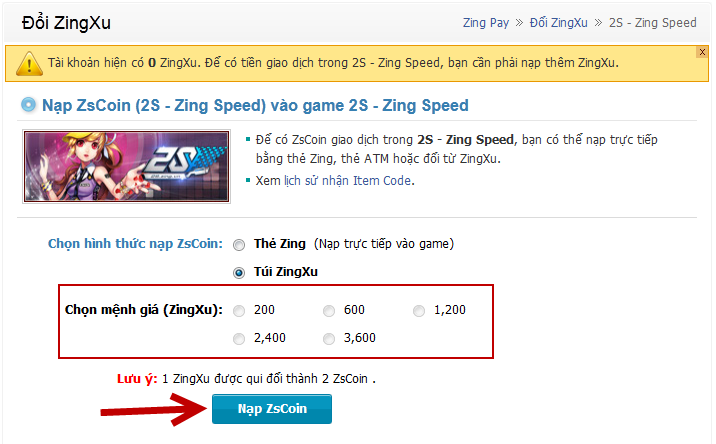 Đổi ZingXu
Zing Pay » Đổi ZingXu » 2S - Zing Speed
Tài khoản hiện có 0 ZingXu. Để có tiền giao dịch trong 2S - Zing Speed, bạn cần phải nạp thêm ZingXu.
x
Nạp ZsCoin (2S - Zing Speed) vào game 2S - Zing Speed
2S
Để có ZsCoin giao dịch trong 2S - Zing Speed, bạn có thể nạp trực tiếp
bằng thẻ Zing, thẻ ATM hoặc đổi từ ZingXu.
Xem lịch sử nhận Item Code.
Chọn hình thức nạp ZsCoin: Thẻ Zing (Nạp trực tiếp vào game)
Túi ZingXu
Chọn mệnh giá (ZingXu): 200 600 1,200
2,400 3,600
Lưu ý: 1 ZingXu được qui đổi thành 2 ZsCoin .
Nạp ZsCoin